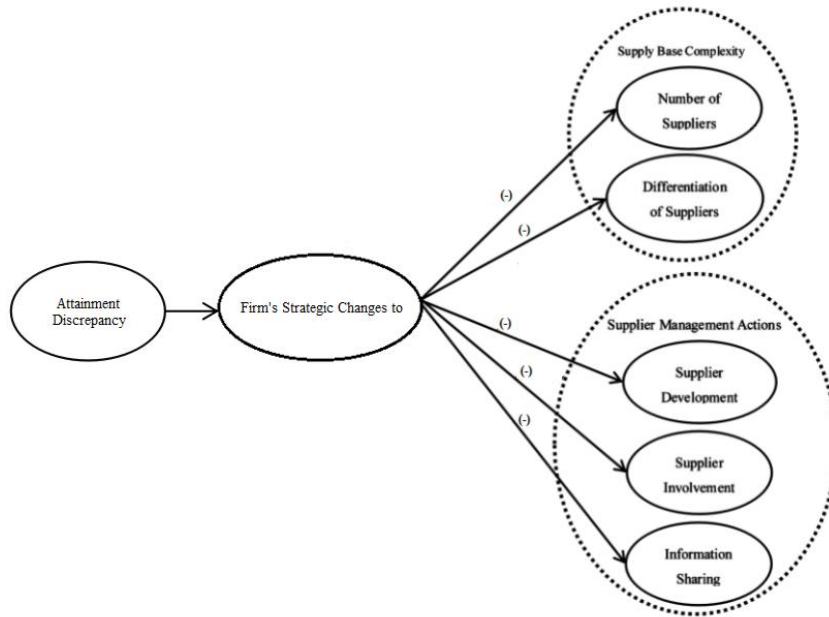 Supply Base Complexity
Number of
Suppliers
Differentiation
of Suppliers
(-)
(-)
Attainment
Discrepancy
Firm's Strategic Changes to
Supplier Management Actions
(-)
Supplier
Development
(-)
Supplier
Involvement
(-)
Information
Sharing